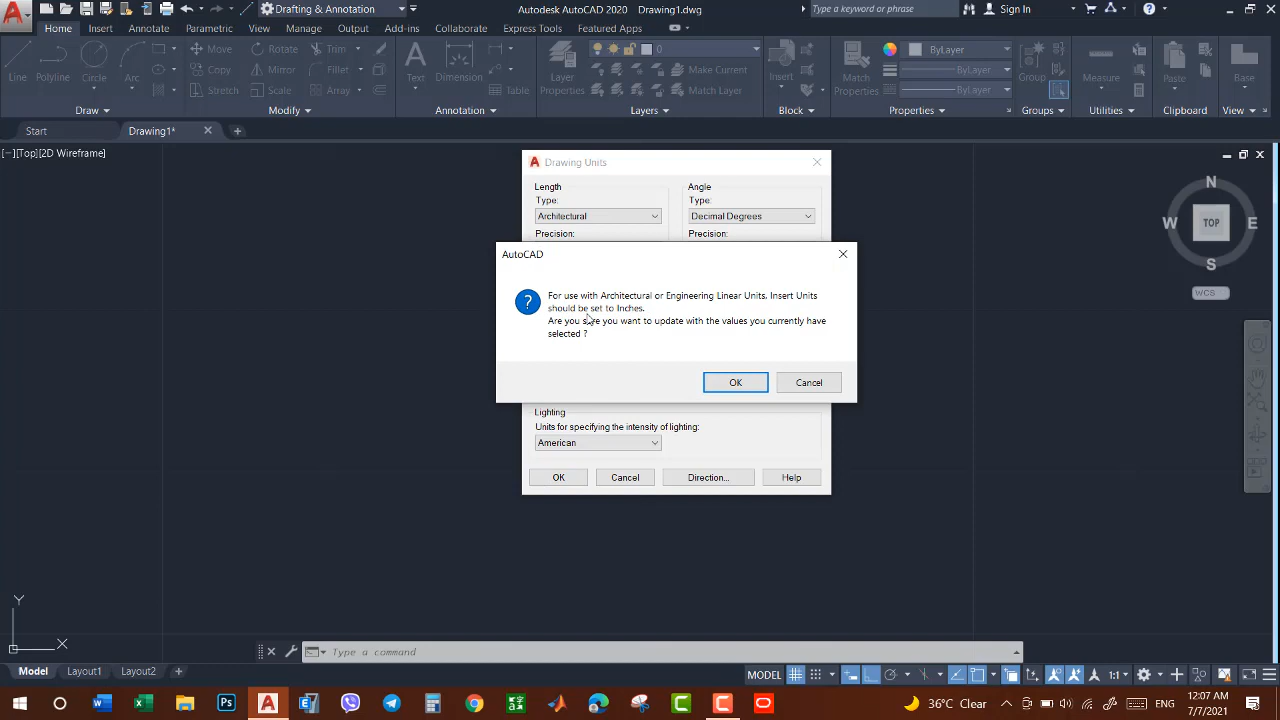 Drafting & Annotation
Autodesk AutoCAD 2020 Drawing1.dwg
Type a keyword or phrase
Sign In
Home Insert Annotate Parametric View Manage Output Add-ins Collaborate Express Tools Featured Apps
Line Polyline Circle Arc
Move Rotate Trim
Copy Mirror Fillet
Stretch Scale Array
Text Dimension Table
Layer Properties
0
Make Current
Match Layer
Insert
Match Properties
ByLayer
ByLayer
ByLayer
Group
Measure
Paste
Base
Draw Modify Annotation Layers Block Properties Groups Utilities Clipboard View
Start Drawing1*
[−][Top][2D Wireframe]
N
W TOP E
S
WCS
Drawing Units
Length Angle
Type: Type:
Architectural Decimal Degrees
Precision: Precision:
AutoCAD
For use with Architectural or Engineering Linear Units, Insert Units
should be set to Inches.
Are you sure you want to update with the values you currently have
selected ?
OK Cancel
Lighting
Units for specifying the intensity of lighting:
American
OK Cancel Direction... Help
Y
X
Type a command
Model Layout1 Layout2
MODEL 1:1
36°C Clear
ENG
12:07 AM
7/7/2021